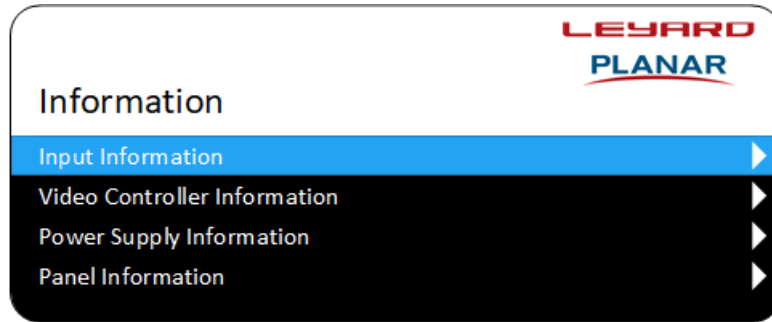 LEYARD
PLANAR
Information
Input Information
Video Controller Information
Power Supply Information
Panel Information